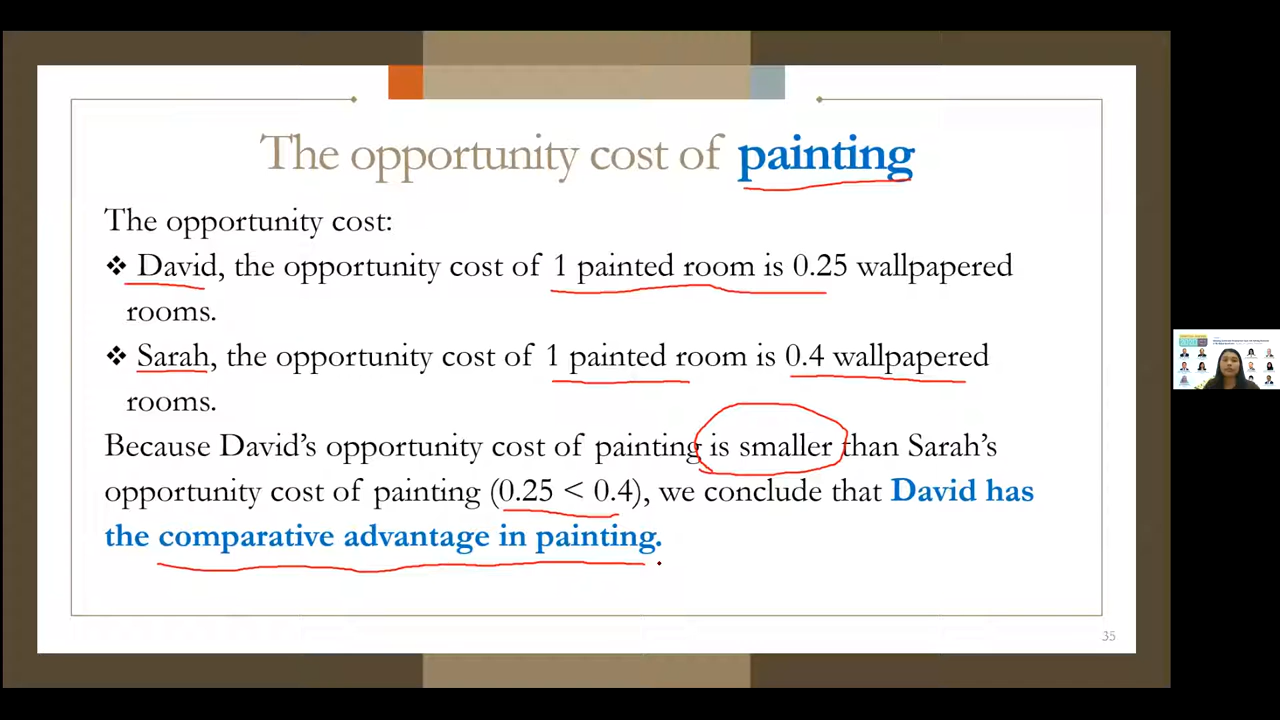 The opportunity cost of painting
The opportunity cost:
❖ David, the opportunity cost of 1 painted room is 0.25 wallpapered
rooms.
❖ Sarah, the opportunity cost of 1 painted room is 0.4 wallpapered
rooms.
Because David’s opportunity cost of painting is smaller than Sarah’s
opportunity cost of painting (0.25 < 0.4), we conclude that David has
the comparative advantage in painting.
35